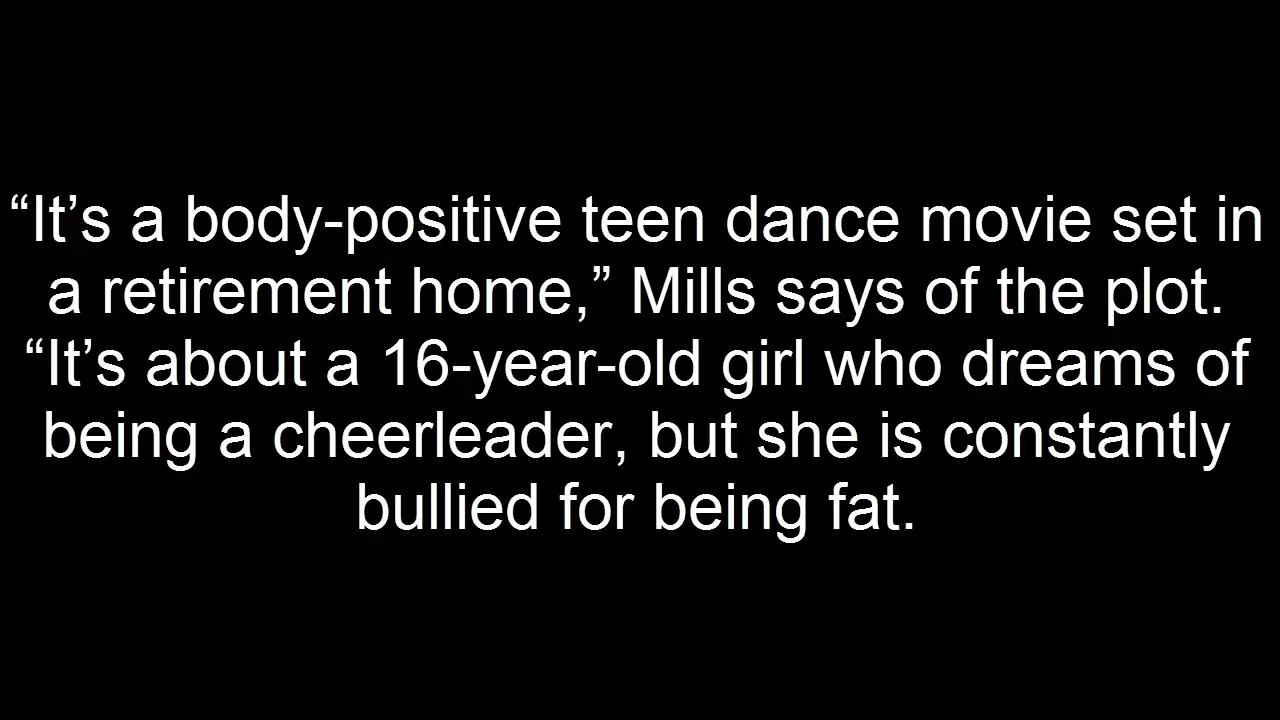 “It’s a body-positive teen dance movie set in
a retirement home,” Mills says of the plot.
“It’s about a 16-year-old girl who dreams of
being a cheerleader, but she is constantly
bullied for being fat.